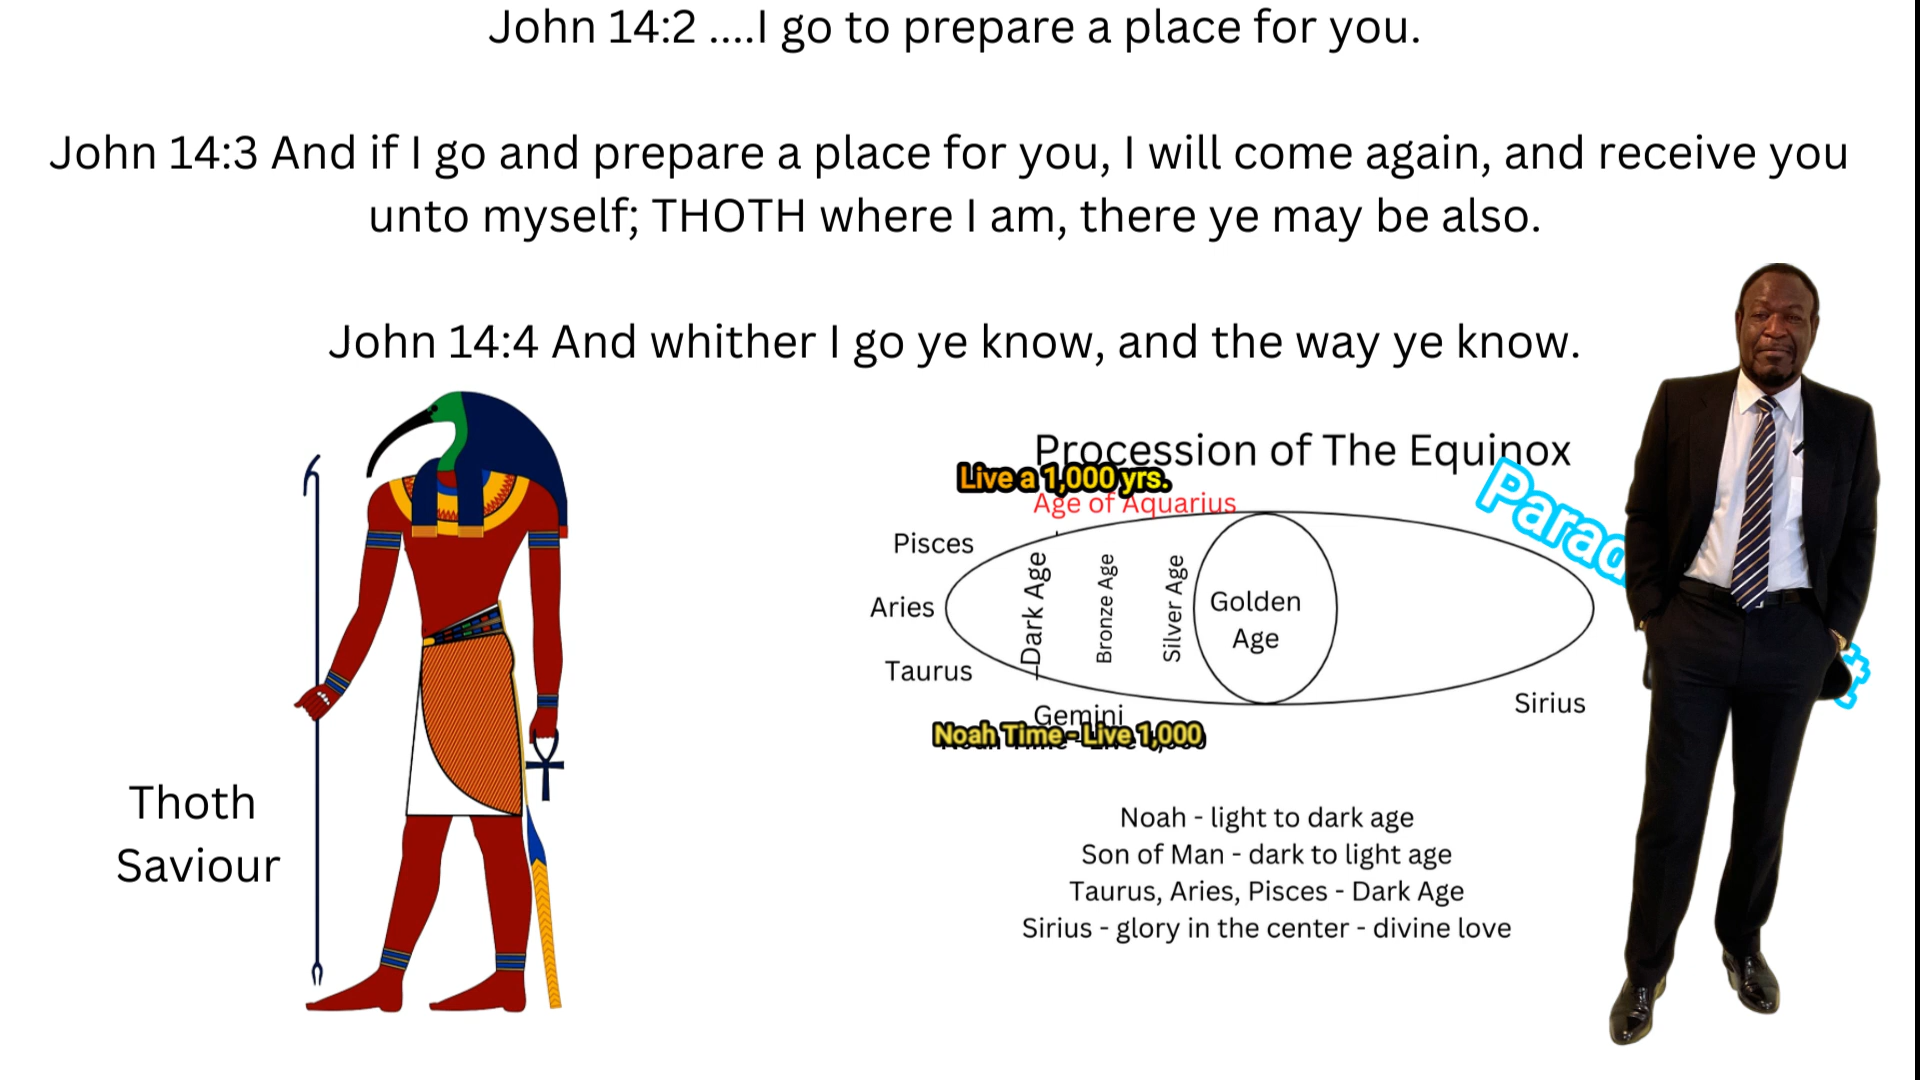 John 14:2 ....I go to prepare a place for you.
John 14:3 And if I go and prepare a place for you, I will come again, and receive you
unto myself; THOTH where I am, there ye may be also.
John 14:4 And whither I go ye know, and the way ye know.
Thoth
Saviour
Procession of The Equinox
Live a 1,000 yrs.
Age of Aquarius
Pisces
Aries
Taurus
Gemini
Noah Time - Live 1,000
Dark Age
Bronze Age
Silver Age
Golden
Age
Sirius
Noah - light to dark age
Son of Man - dark to light age
Taurus, Aries, Pisces - Dark Age
Sirius - glory in the center - divine love